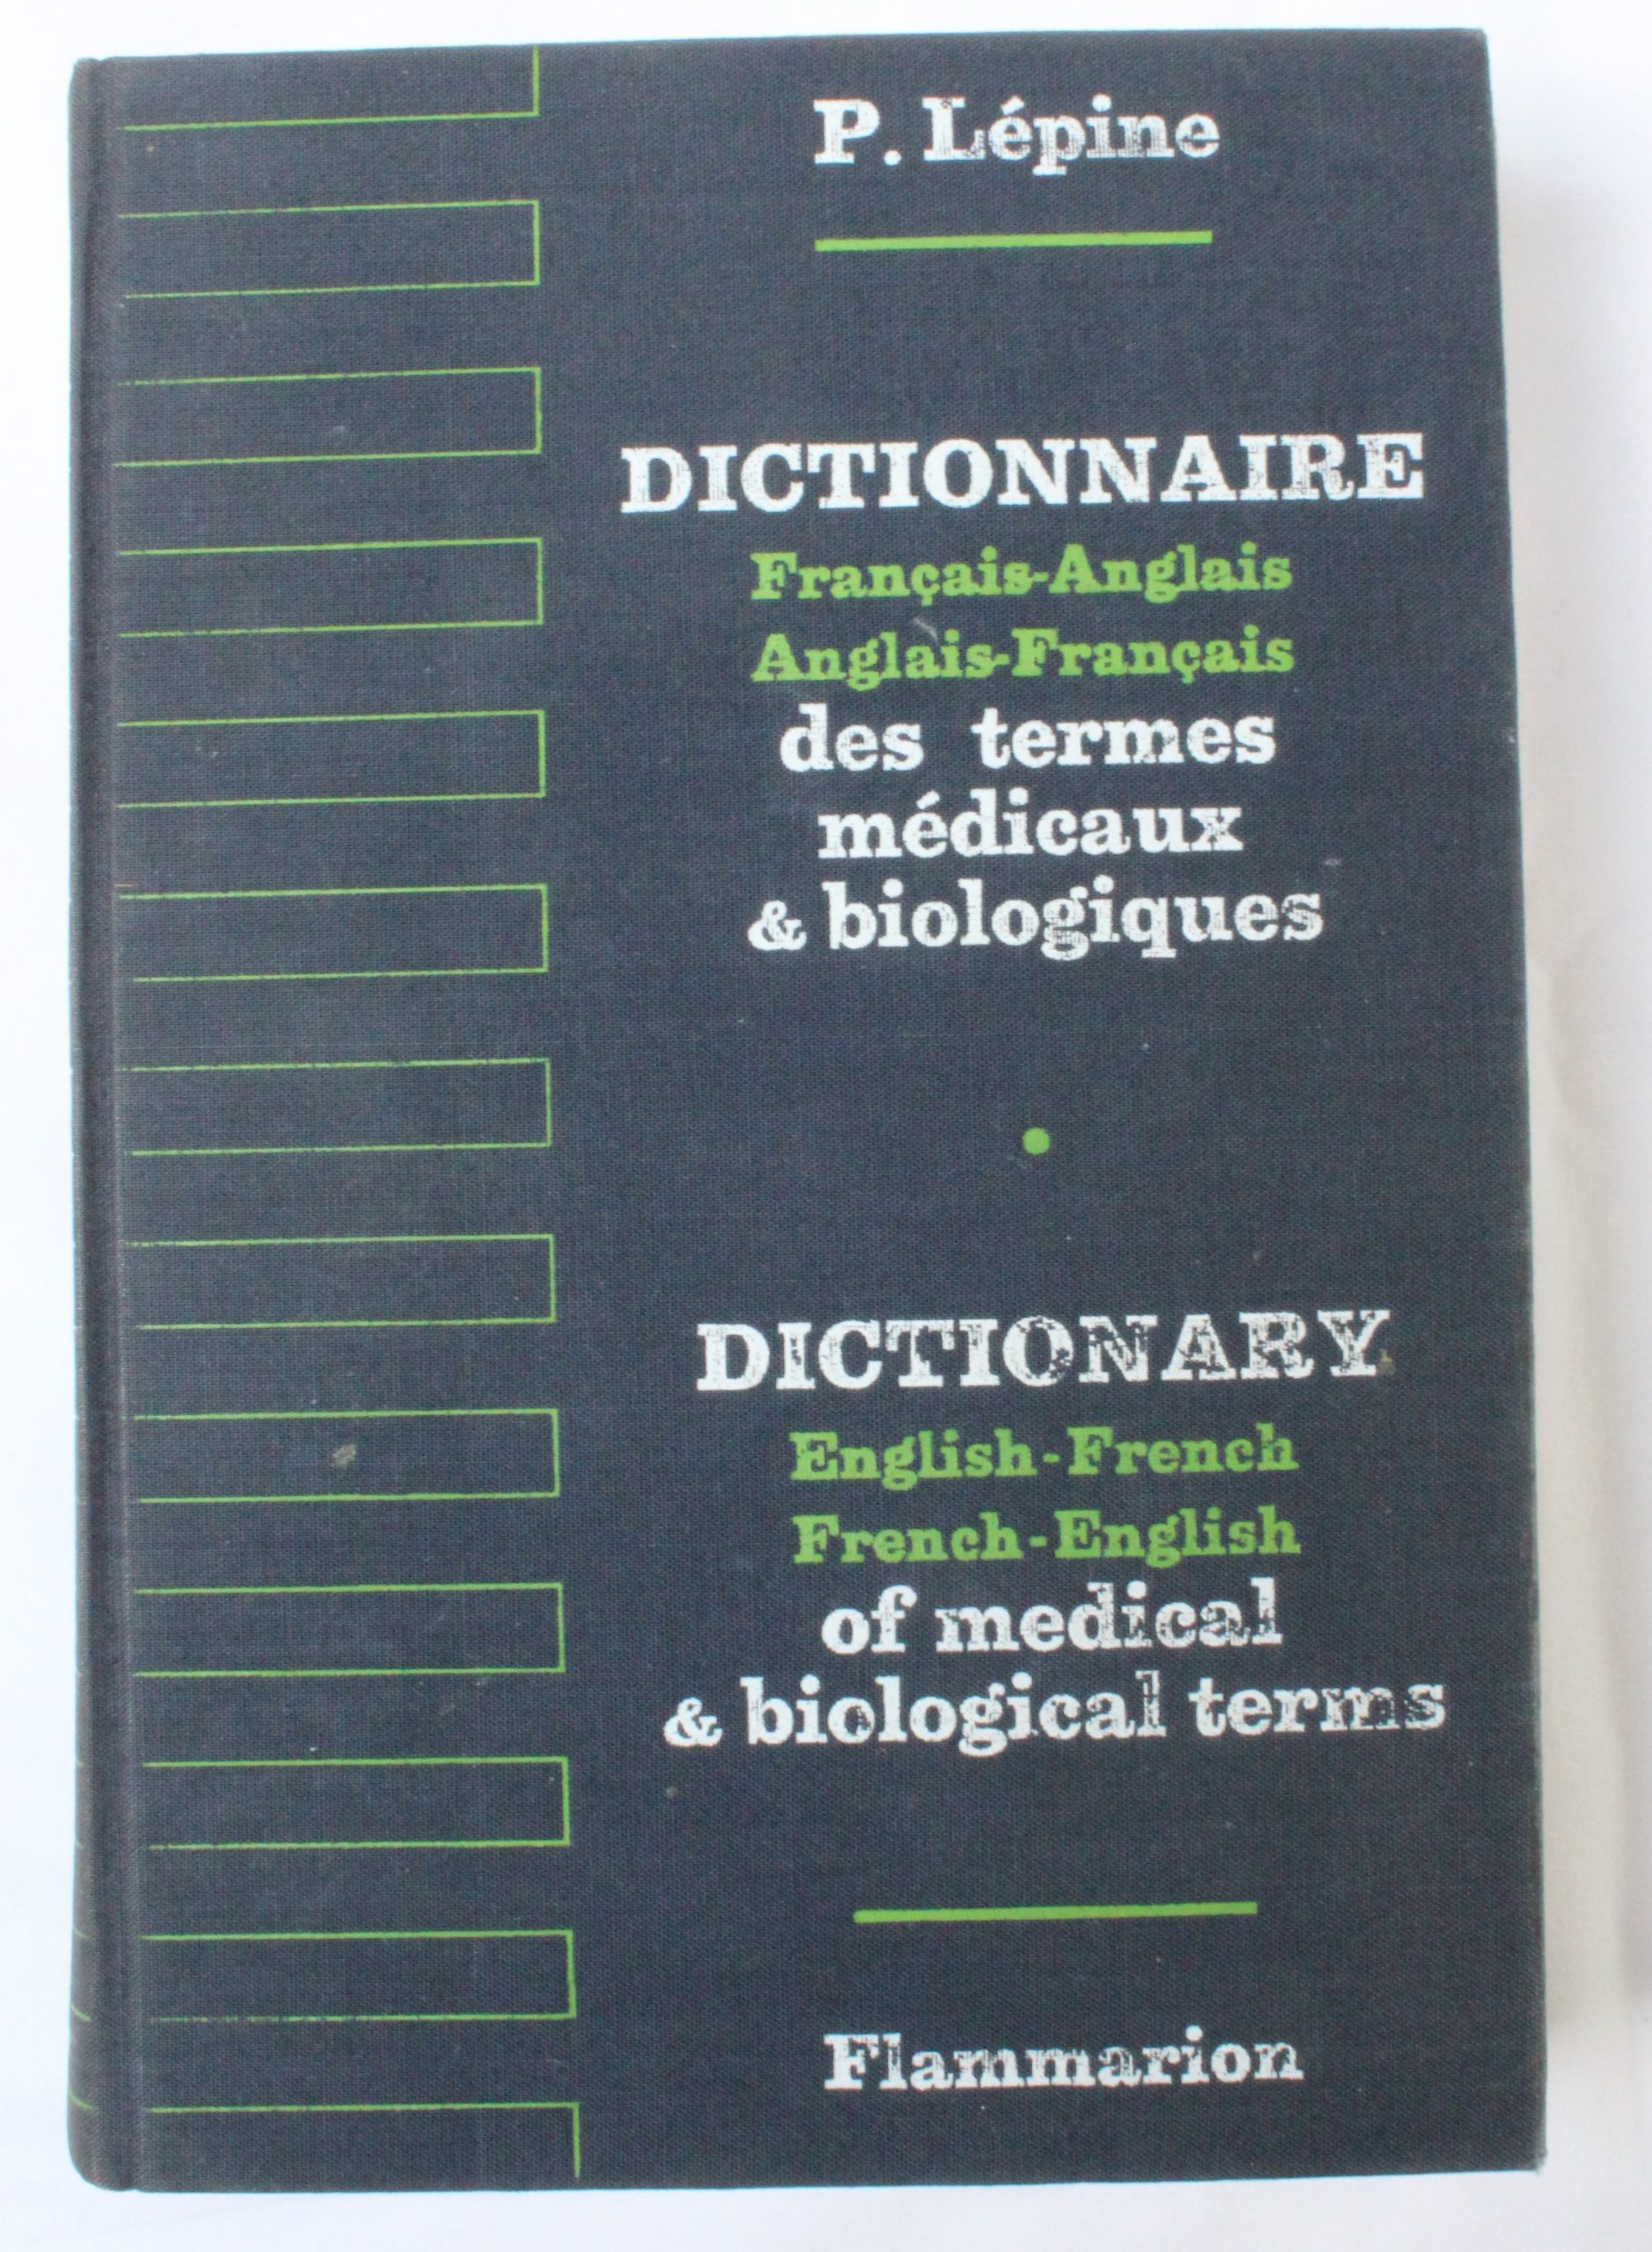 P. Lépine
DICTIONNAIRE
Français-Anglais
Anglais-Français
des termes
médicaux
& biologiques
DICTIONARY
English-French
French-English
of medical
& biological terms
Flammarion